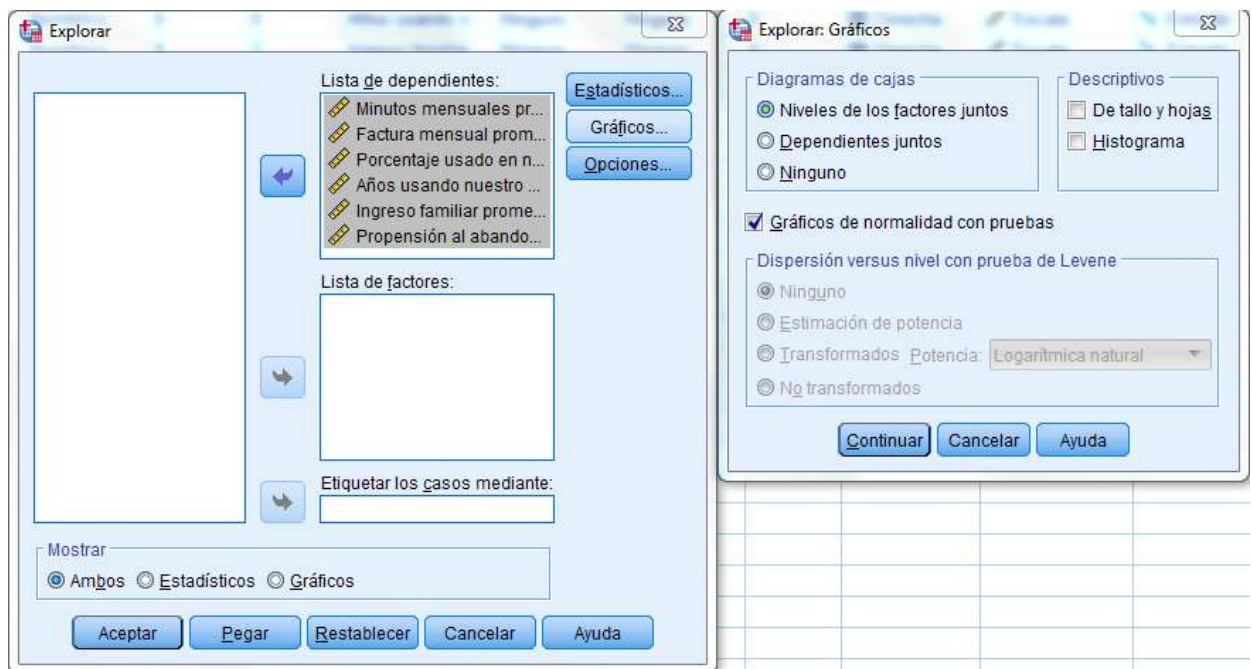 Explorar
Lista de dependientes:
Minutos mensuales pr...
Factura mensual prom...
Porcentaje usado en n...
Años usando nuestro ...
Ingreso familiar prome...
Propensión al abando...
Estadísticos...
Gráficos...
Opciones...
Lista de factores:
Etiquetar los casos mediante:
Mostrar
Ambos Estadísticos Gráficos
Aceptar Pegar Restablecer Cancelar Ayuda
Explorar: Gráficos
Diagramas de cajas
Niveles de los factores juntos
Dependientes juntos
Ninguno
Descriptivos
De tallo y hojas
Histograma
Gráficos de normalidad con pruebas
Dispersión versus nivel con prueba de Levene
Ninguno
Estimación de potencia
Transformados Potencia: Logarítmica natural
No transformados
Continuar Cancelar Ayuda